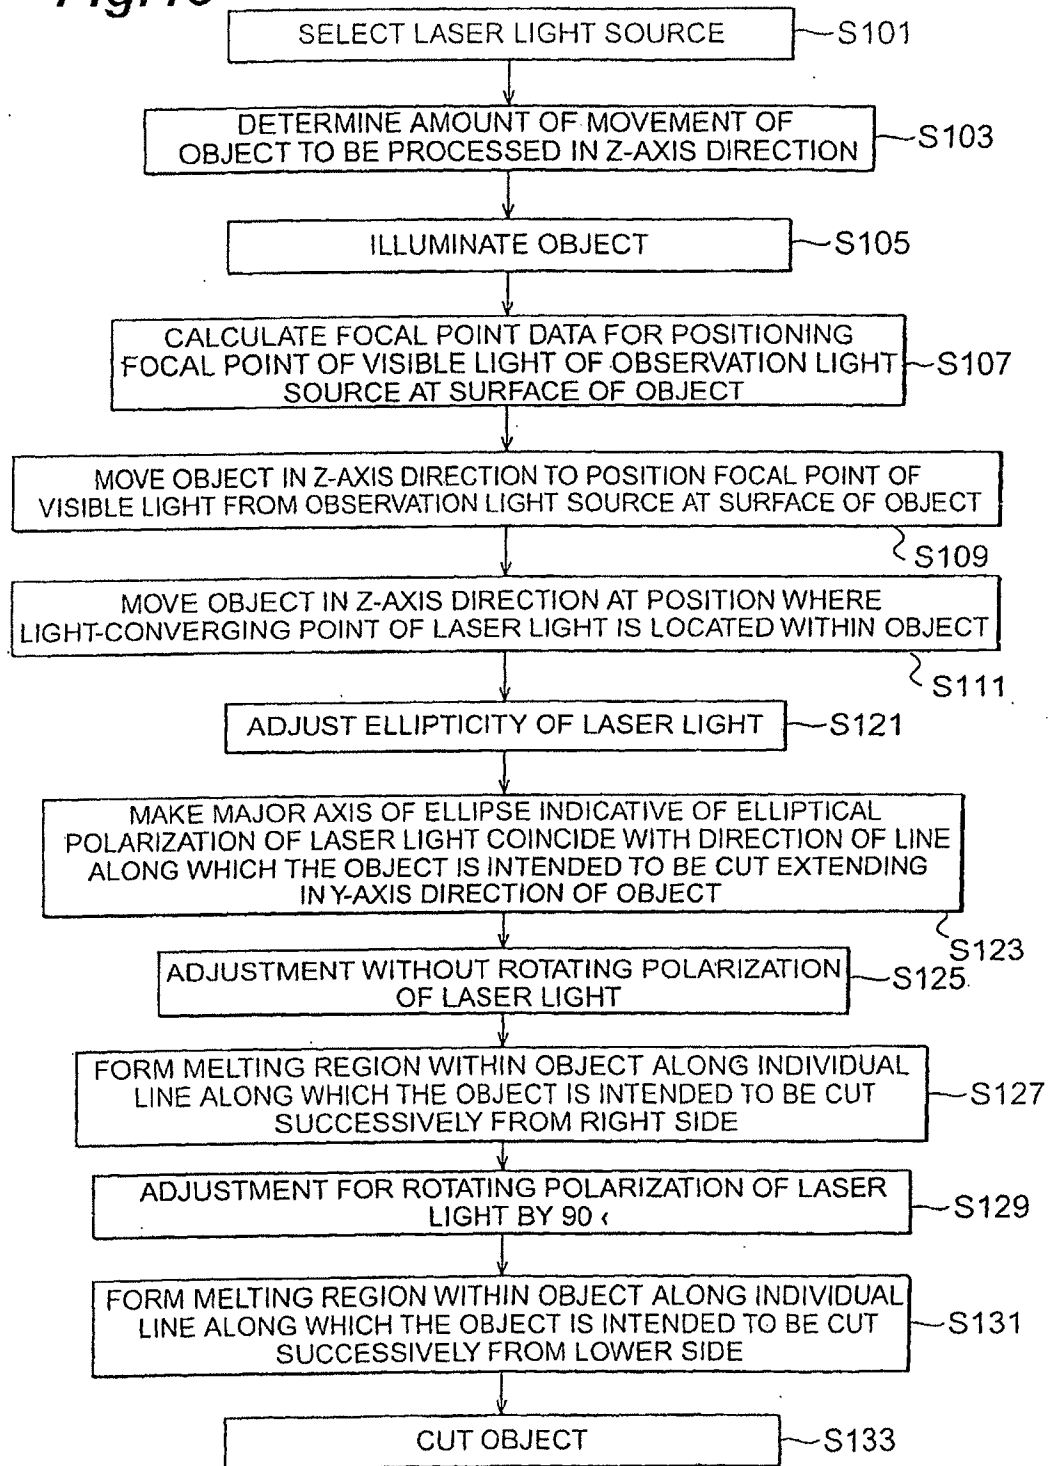 SELECT LASER LIGHT SOURCE
S101
DETERMINE AMOUNT OF MOVEMENT OF
OBJECT TO BE PROCESSED IN Z-AXIS DIRECTION
S103
ILLUMINATE OBJECT
S105
CALCULATE FOCAL POINT DATA FOR POSITIONING
FOCAL POINT OF VISIBLE LIGHT OF OBSERVATION LIGHT
SOURCE AT SURFACE OF OBJECT
S107
MOVE OBJECT IN Z-AXIS DIRECTION TO POSITION FOCAL POINT OF
VISIBLE LIGHT FROM OBSERVATION LIGHT SOURCE AT SURFACE OF OBJECT
S109
MOVE OBJECT IN Z-AXIS DIRECTION AT POSITION WHERE
LIGHT-CONVERGING POINT OF LASER LIGHT IS LOCATED WITHIN OBJECT
S111
ADJUST ELLIPTICITY OF LASER LIGHT
S121
MAKE MAJOR AXIS OF ELLIPSE INDICATIVE OF ELLIPTICAL
POLARIZATION OF LASER LIGHT COINCIDE WITH DIRECTION OF LINE
ALONG WHICH THE OBJECT IS INTENDED TO BE CUT EXTENDING
IN Y-AXIS DIRECTION OF OBJECT
S123
ADJUSTMENT WITHOUT ROTATING POLARIZATION
OF LASER LIGHT
S125
FORM MELTING REGION WITHIN OBJECT ALONG INDIVIDUAL
LINE ALONG WHICH THE OBJECT IS INTENDED TO BE CUT
SUCCESSIVELY FROM RIGHT SIDE
S127
ADJUSTMENT FOR ROTATING POLARIZATION OF LASER
LIGHT BY 90 ‹
S129
FORM MELTING REGION WITHIN OBJECT ALONG INDIVIDUAL
LINE ALONG WHICH THE OBJECT IS INTENDED TO BE CUT
SUCCESSIVELY FROM LOWER SIDE
S131
CUT OBJECT
S133